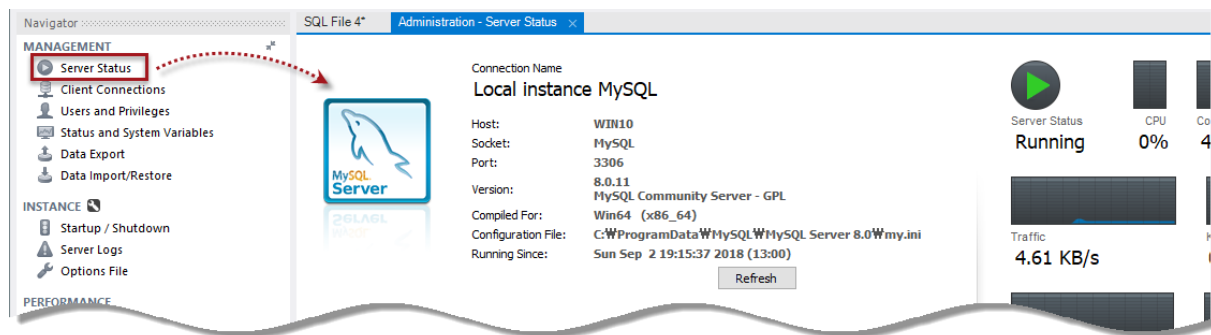 Navigator
SQL File 4*
Administration - Server Status ×
MANAGEMENT
Server Status
Client Connections
Users and Privileges
Status and System Variables
Data Export
Data Import/Restore
INSTANCE
Startup / Shutdown
Server Logs
Options File
PERFORMANCE
MySQL
Server
Connection Name
Local instance MySQL
Host: WIN10
Socket: MySQL
Port: 3306
Version: 8.0.11
MySQL Community Server - GPL
Compiled For: Win64 (x86_64)
Configuration File: C:₩ProgramData₩MySQL₩MySQL Server 8.0₩my.ini
Running Since: Sun Sep 2 19:15:37 2018 (13:00)
Refresh
Server Status
Running
CPU
0%
Co
4
Traffic
4.61 KB/s